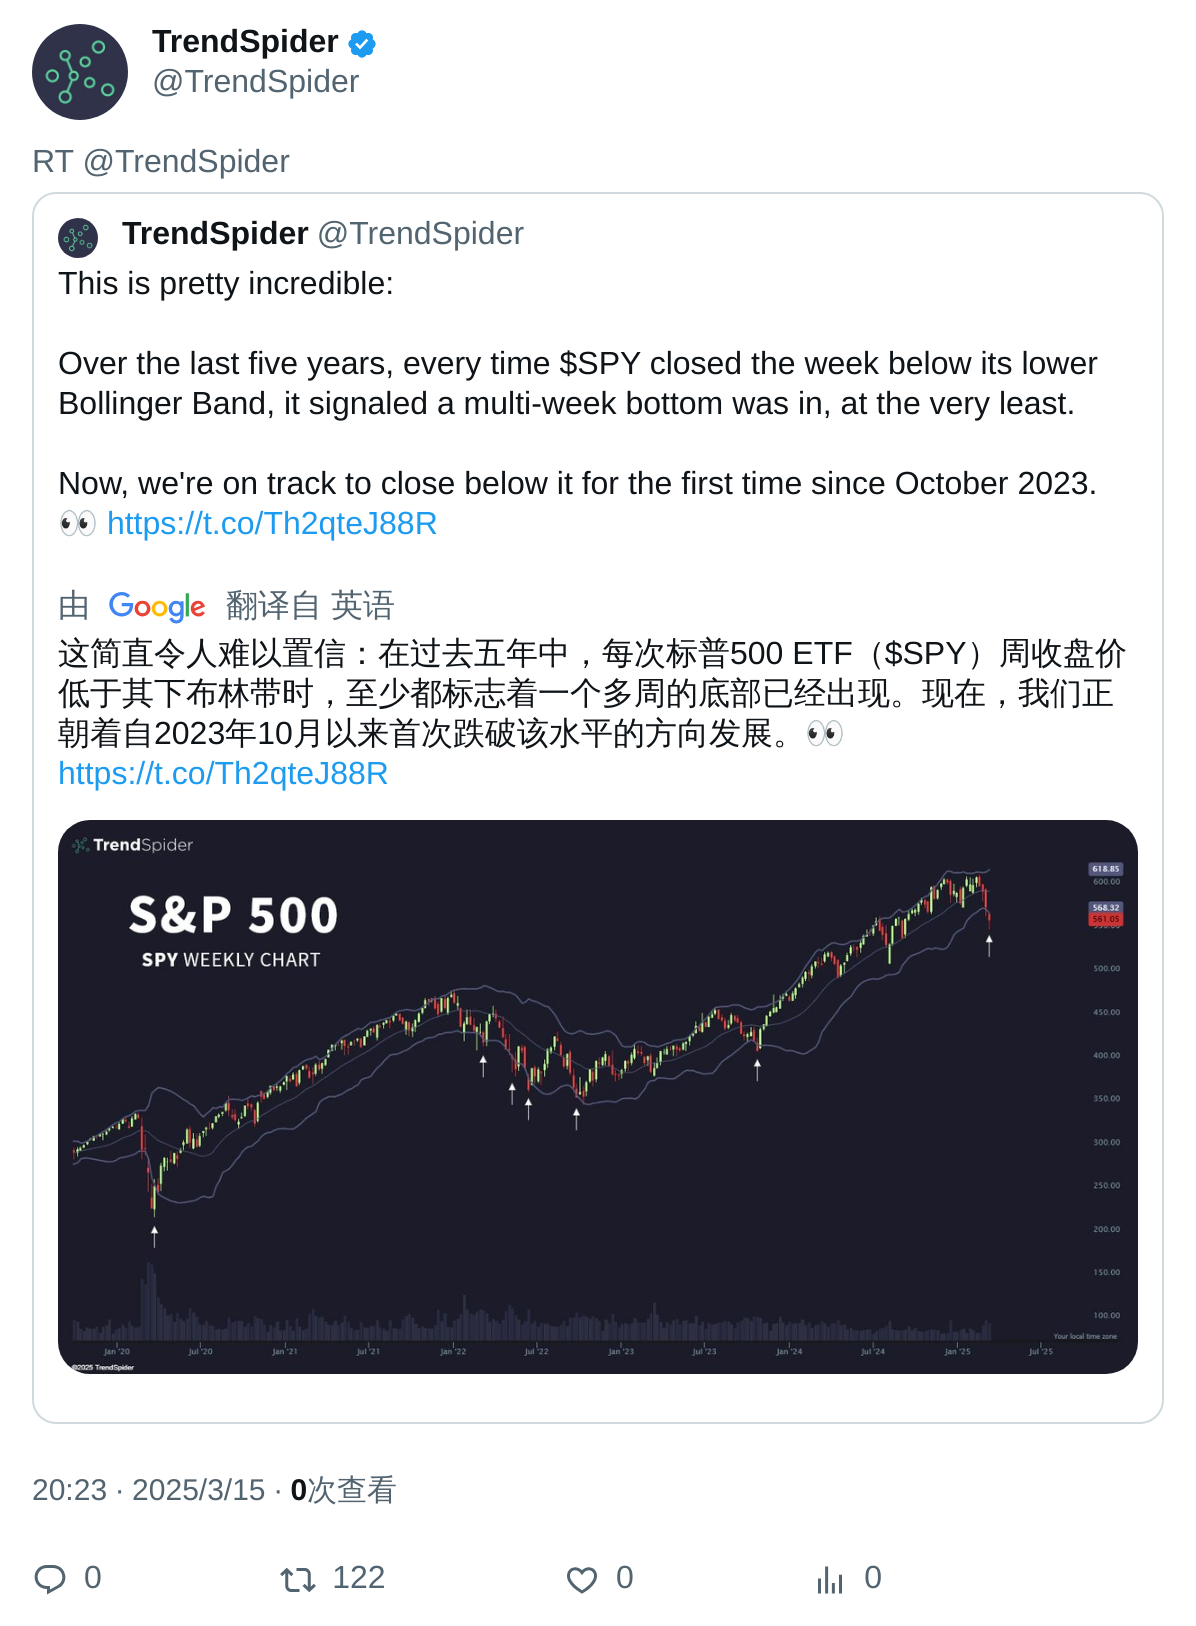 TrendSpider
@TrendSpider
RT @TrendSpider
TrendSpider @TrendSpider
This is pretty incredible:
Over the last five years, every time $SPY closed the week below its lower
Bollinger Band, it signaled a multi-week bottom was in, at the very least.
Now, we're on track to close below it for the first time since October 2023.
👀 https://t.co/Th2qteJ88R
由 Google 翻译自 英语
这简直令人难以置信：在过去五年中，每次标普500 ETF（$SPY）周收盘价
低于其下布林带时，至少都标志着一个多周的底部已经出现。现在，我们正
朝着自2023年10月以来首次跌破该水平的方向发展。👀
https://t.co/Th2qteJ88R
TrendSpider
S&P 500
SPY WEEKLY CHART
618.85
600.00
568.32
561.05
500.00
450.00
400.00
350.00
300.00
250.00
200.00
150.00
100.00
Your local time zone
Jan '20 Jul '20 Jan '21 Jul '21 Jan '22 Jul '22 Jan '23 Jul '23 Jan '24 Jul '24 Jan '25 Jul '25
©2025 TrendSpider
20:23 · 2025/3/15 · 0次查看
0 122 0 0